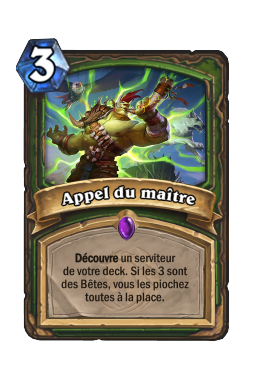 3
Appel du maître
Découvre un serviteur
de votre deck. Si les 3 sont
des Bêtes, vous les piochez
toutes à la place.